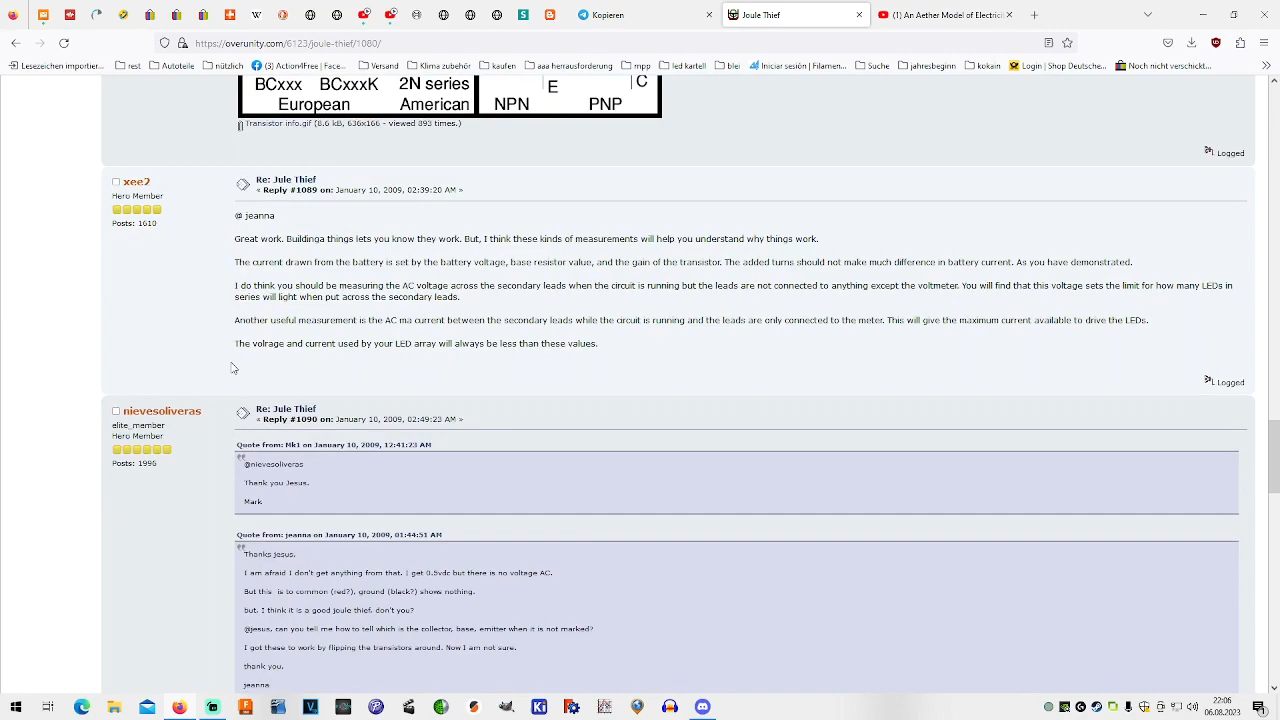 Kopieren
Joule Thief
(1) An Aether Model of Electricit
https://overunity.com/6123/joule-thief/1080/
Lesezeichen importier...
rest
Autoteile
nützlich
(3) Action4Free | Face...
Versand
Klima zubehör
kaufen
aaa herrausforderung
mpp
led kartell
blei
Iniciar sesión | Filamen...
Suche
jahresbeginn
kokain
Login | Shop Deutsche...
Noch nicht verschickt...
BCxxx BCxxxK 2N series
European American
E
C
NPN PNP
Transistor info.gif (8.6 kB, 636x166 - viewed 893 times.)
Logged
xee2
Hero Member
Posts: 1610
Re: Jule Thief
« Reply #1089 on: January 10, 2009, 02:39:20 AM »
@ jeanna
Great work. Buildinga things lets you know they work. But, I think these kinds of measurements will help you understand why things work.
The current drawn from the battery is set by the battery voltage, base resistor value, and the gain of the transistor. The added turns should not make much difference in battery current. As you have demonstrated.
I do think you should be measuring the AC voltage across the secondary leads when the circuit is running but the leads are not connected to anything except the voltmeter. You will find that this voltage sets the limit for how many LEDs in
series will light when put across the secondary leads.
Another useful measurement is the AC ma current between the secondary leads while the circuit is running and the leads are only connected to the meter. This will give the maximum current available to drive the LEDs.
The volrage and current used by your LED array will always be less than these values.
Logged
nievesoliveras
elite_member
Hero Member
Posts: 1996
Re: Jule Thief
« Reply #1090 on: January 10, 2009, 02:49:23 AM »
Quote from: Mk1 on January 10, 2009, 12:41:23 AM
@nievesoliveras
Thank you Jesus.
Mark
Quote from: jeanna on January 10, 2009, 01:44:51 AM
Thanks jesus.
I am afraid I don't get anything from that. I get 0.5vdc but there is no voltage AC.
But this is to common (red?), ground (black?) shows nothing.
but, I think it is a good joule thief, don't you?
@jesus, can you tell me how to tell which is the collector, base, emitter when it is not marked?
I got these to work by flipping the transistors around. Now I am not sure.
thank you,
jeanna
22:06
06.08.2023